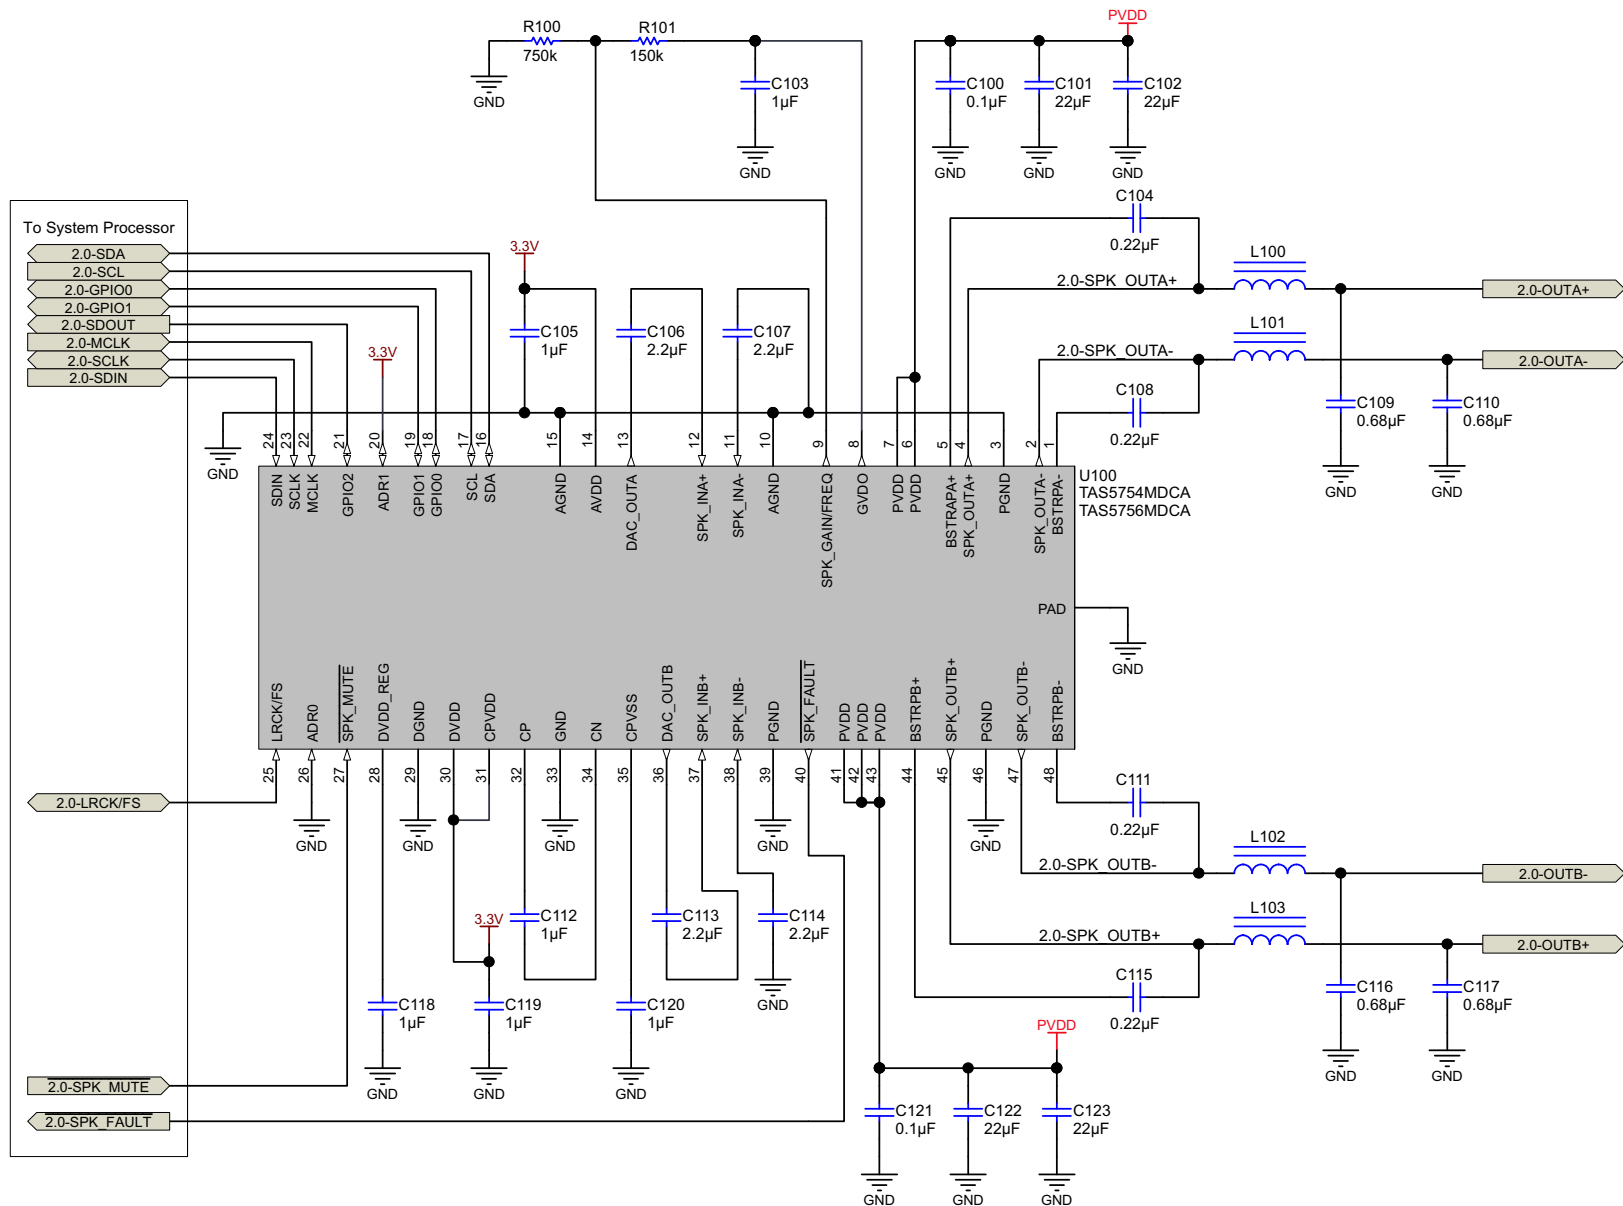 R100
750k
R101
150k
GND
C103
1µF
GND
PVDD
C100
0.1µF
C101
22µF
C102
22µF
GND
GND
GND
To System Processor
2.0-SDA
2.0-SCL
2.0-GPIO0
2.0-GPIO1
2.0-SDOUT
2.0-MCLK
2.0-SCLK
2.0-SDIN
3.3V
3.3V
C105
1µF
C106
2.2µF
C107
2.2µF
C104
0.22µF
2.0-SPK_OUTA+
L100
2.0-OUTA+
2.0-SPK_OUTA-
L101
2.0-OUTA-
C108
0.22µF
C109
0.68µF
C110
0.68µF
GND
GND
GND
24
23
22
21
20
19
18
17
16
15
14
13
12
11
10
9
8
7
6
5
4
3
2
1
SDIN
SCLK
MCLK
GPIO2
ADR1
GPIO1
GPIO0
SCL
SDA
AGND
AVDD
DAC_OUTA
SPK_INA+
SPK_INA-
AGND
SPK_GAIN/FREQ
GVDO
PVDD
PVDD
BSTRAPA+
SPK_OUTA+
PGND
SPK_OUTA-
BSTRPA-
U100
TAS5754MDCA
TAS5756MDCA
PAD
GND
LRCK/FS
ADR0
SPK_MUTE
DVDD_REG
DGND
DVDD
CPVDD
CP
GND
CN
CPVSS
DAC_OUTB
SPK_INB+
SPK_INB-
PGND
SPK_FAULT
PVDD
PVDD
PVDD
BSTRPB+
SPK_OUTB+
PGND
SPK_OUTB-
BSTRPB-
25
26
27
28
29
30
31
32
33
34
35
36
37
38
39
40
41
42
43
44
45
46
47
48
2.0-LRCK/FS
GND
GND
GND
GND
GND
C111
0.22µF
2.0-SPK_OUTB-
L102
2.0-OUTB-
3.3V
C112
1µF
C113
2.2µF
C114
2.2µF
GND
2.0-SPK_OUTB+
L103
2.0-OUTB+
C115
0.22µF
C116
0.68µF
C117
0.68µF
GND
GND
C118
1µF
C119
1µF
C120
1µF
GND
GND
GND
PVDD
2.0-SPK_MUTE
2.0-SPK_FAULT
C121
0.1µF
C122
22µF
C123
22µF
GND
GND
GND